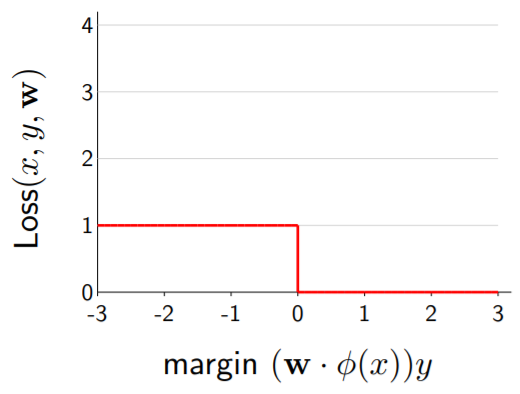 4
3
2
1
0
-3 -2 -1 0 1 2 3
Loss(x, y, w)
margin (w · ϕ(x))y